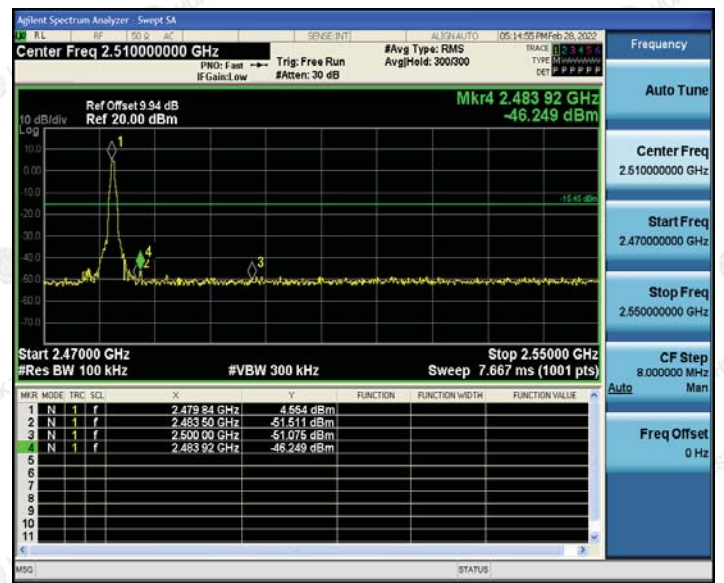 Agilent Spectrum Analyzer - Swept SA
RL RF 50 Ω AC SENSE:INT ALIGNAUTO 05:14:55 PM Feb 28, 2022
Center Freq 2.510000000 GHz
PNO: Fast
IFGain:Low
Trig: Free Run
#Atten: 30 dB
#Avg Type: RMS
Avg|Hold: 300/300
TRACE 1 2 3 4 5 6
TYPE M
DET P P P P P P
Ref Offset 9.94 dB
10 dB/div Ref 20.00 dBm
Log
Mkr4 2.483 92 GHz
-46.249 dBm
10.0
0.00
-10.0
-20.0
-30.0
-40.0
-50.0
-60.0
-70.0
1
4
2
3
-15.45 dBm
Start 2.47000 GHz Stop 2.55000 GHz
#Res BW 100 kHz #VBW 300 kHz Sweep 7.667 ms (1001 pts)
MKR MODE TRC SCL X Y FUNCTION FUNCTION WIDTH FUNCTION VALUE
1 N 1 f 2.479 84 GHz 4.554 dBm
2 N 1 f 2.483 50 GHz -51.511 dBm
3 N 1 f 2.500 00 GHz -51.075 dBm
4 N 1 f 2.483 92 GHz -46.249 dBm
5
6
7
8
9
10
11
MSG STATUS
Frequency
Auto Tune
Center Freq
2.510000000 GHz
Start Freq
2.470000000 GHz
Stop Freq
2.550000000 GHz
CF Step
8.000000 MHz
Auto Man
Freq Offset
0 Hz